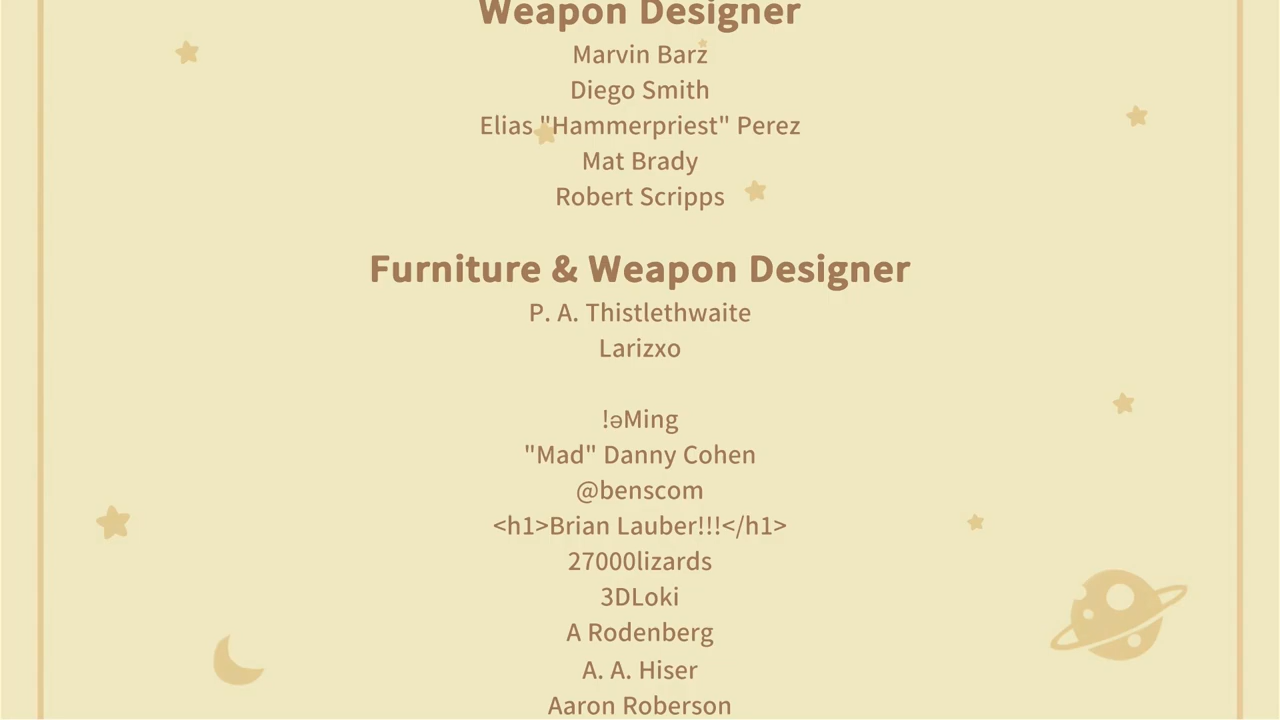 Weapon Designer
Marvin Barz
Diego Smith
Elias "Hammerpriest" Perez
Mat Brady
Robert Scripps
Furniture & Weapon Designer
P. A. Thistlethwaite
Larizxo
!əMing
"Mad" Danny Cohen
@benscom
<h1>Brian Lauber!!!</h1>
27000lizards
3DLoki
A Rodenberg
A. A. Hiser
Aaron Roberson